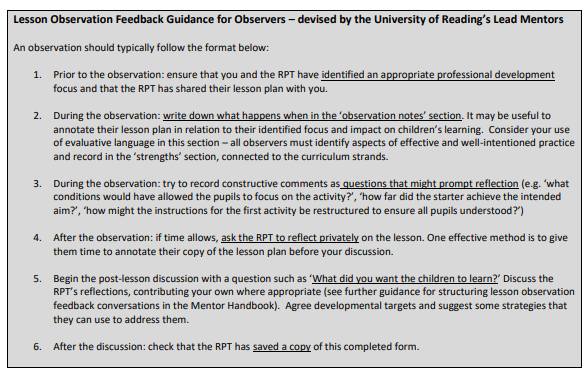 Lesson Observation Feedback Guidance for Observers – devised by the University of Reading's Lead Mentors
An observation should typically follow the format below:
1. Prior to the observation: ensure that you and the RPT have identified an appropriate professional development
focus and that the RPT has shared their lesson plan with you.
2. During the observation: write down what happens when in the 'observation notes' section. It may be useful to
annotate their lesson plan in relation to their identified focus and impact on children's learning. Consider your use
of evaluative language in this section – all observers must identify aspects of effective and well-intentioned practice
and record in the 'strengths' section, connected to the curriculum strands.
3. During the observation: try to record constructive comments as questions that might prompt reflection (e.g. 'what
conditions would have allowed the pupils to focus on the activity?', 'how far did the starter achieve the intended
aim?', 'how might the instructions for the first activity be restructured to ensure all pupils understood?')
4. After the observation: if time allows, ask the RPT to reflect privately on the lesson. One effective method is to give
them time to annotate their copy of the lesson plan before your discussion.
5. Begin the post-lesson discussion with a question such as 'What did you want the children to learn?' Discuss the
RPT's reflections, contributing your own where appropriate (see further guidance for structuring lesson observation
feedback conversations in the Mentor Handbook). Agree developmental targets and suggest some strategies that
they can use to address them.
6. After the discussion: check that the RPT has saved a copy of this completed form.